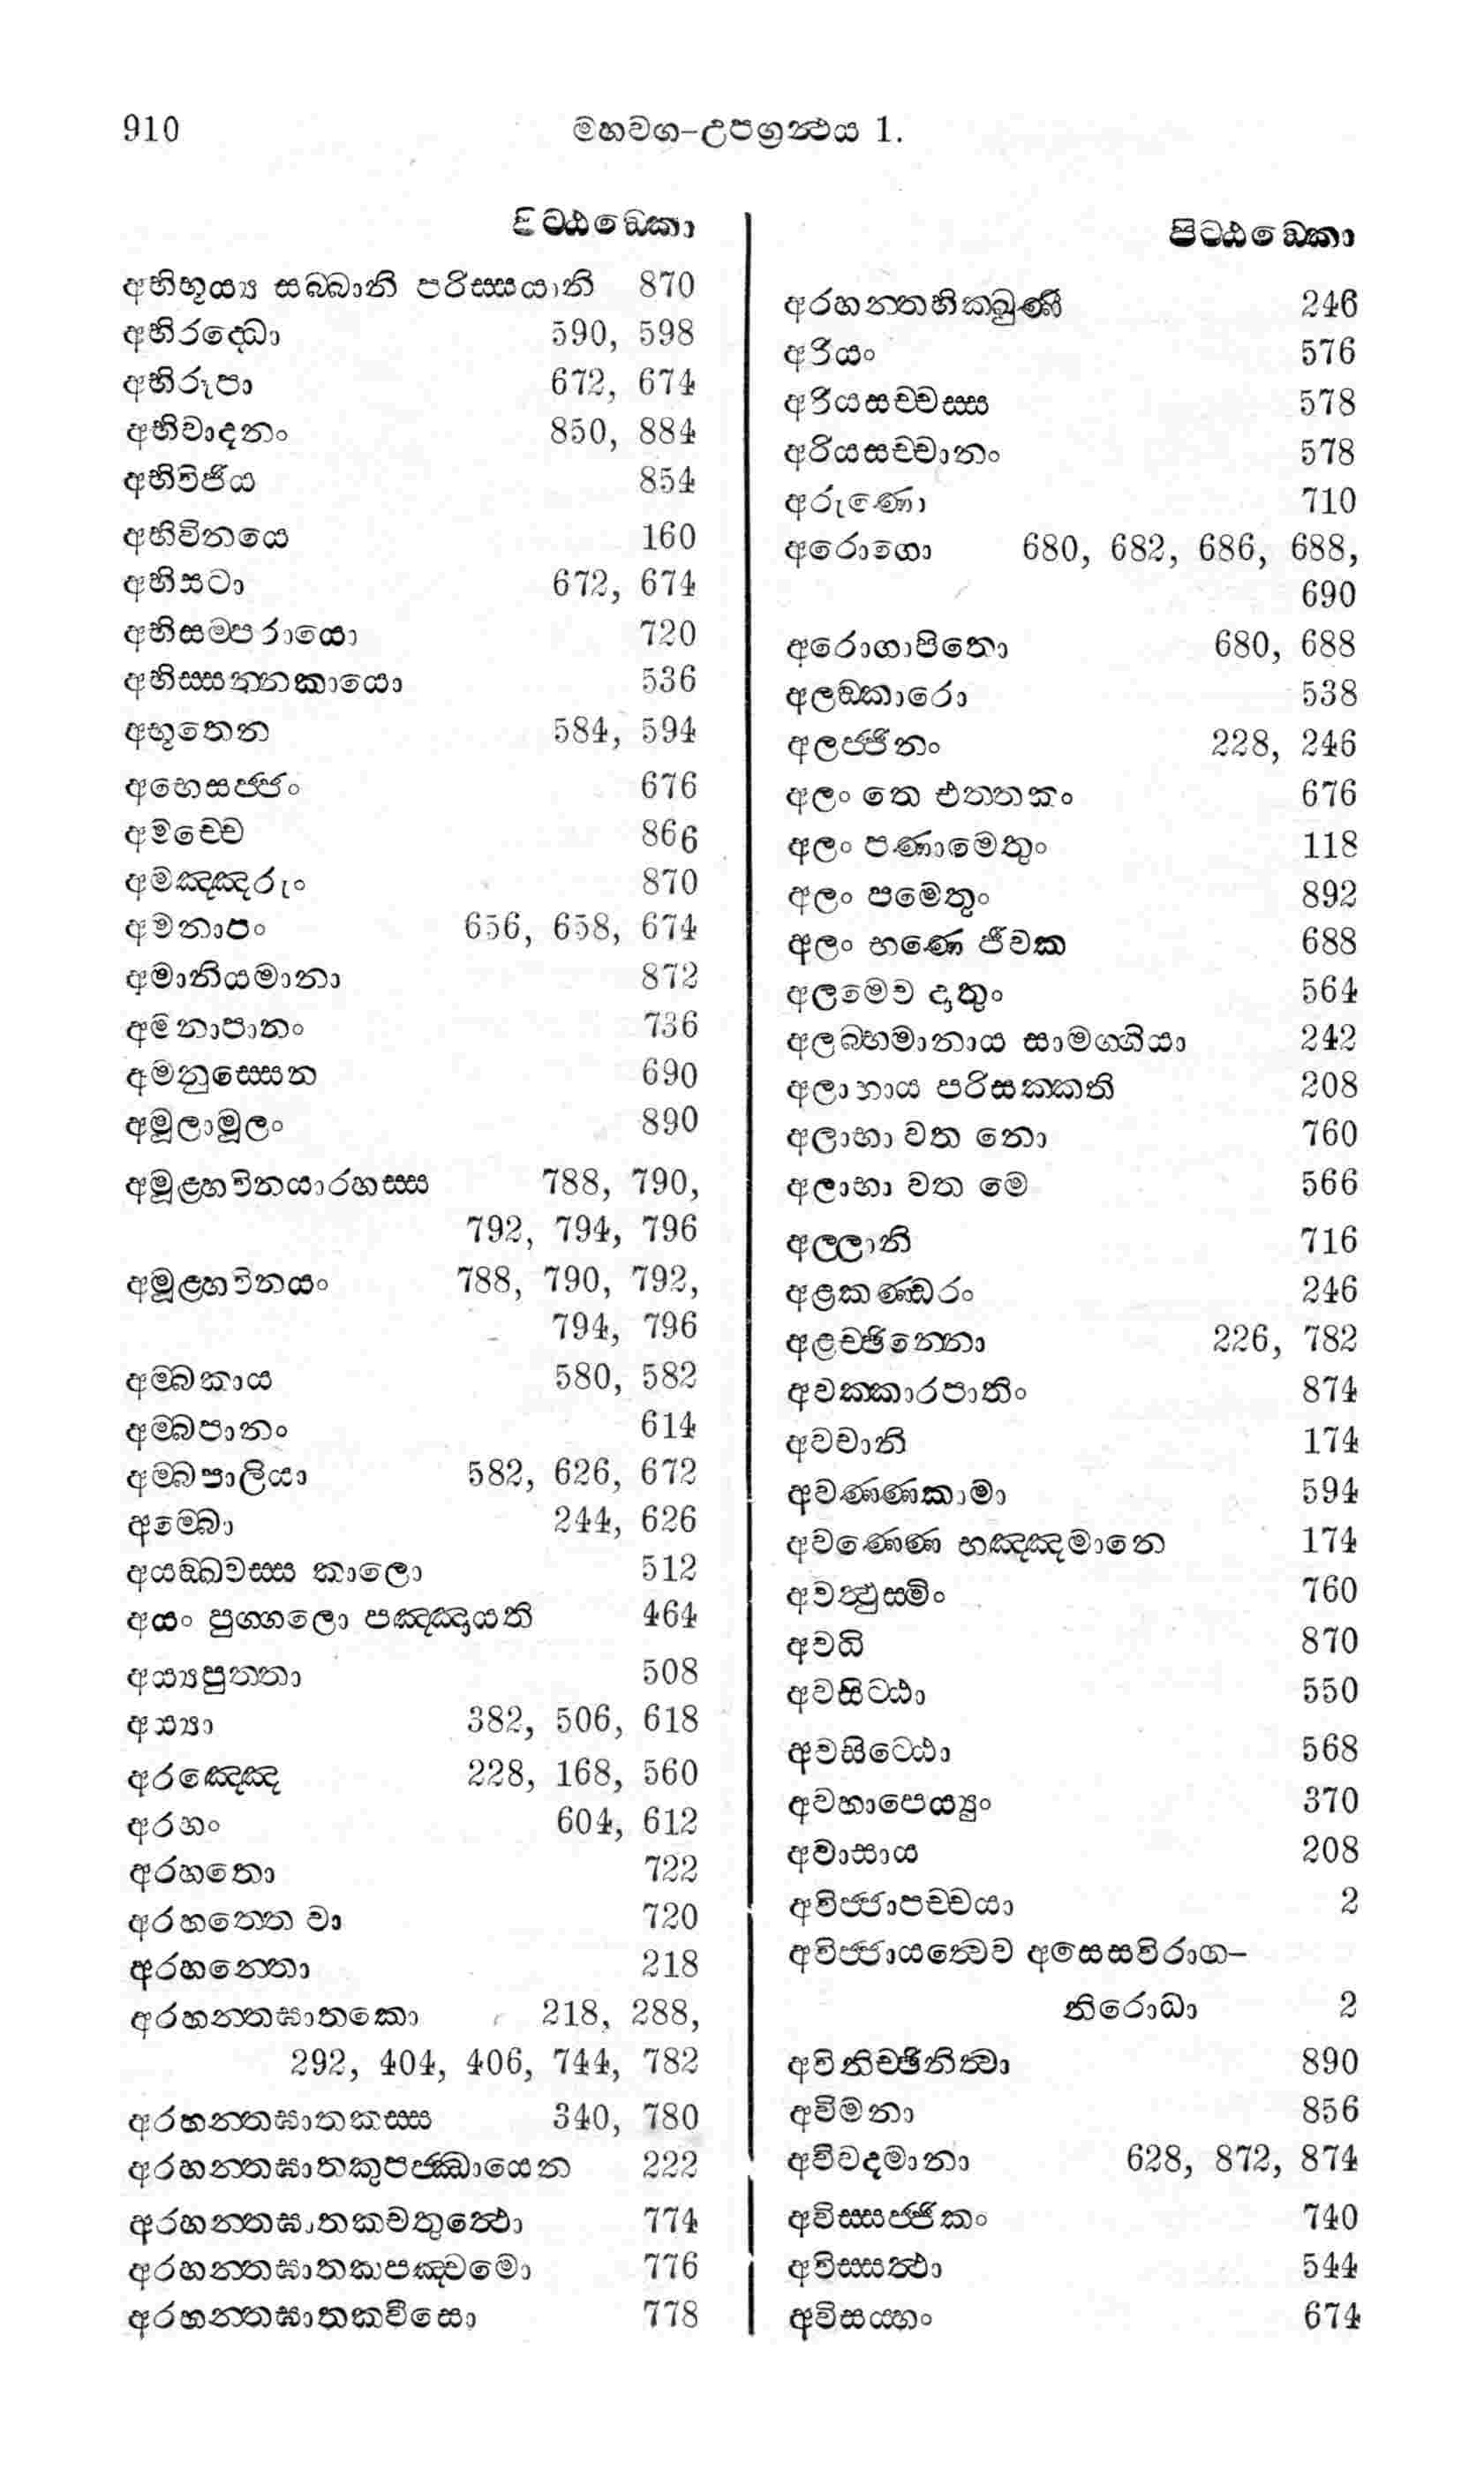 910 මහවග්ග-උපග්‍රන්ථය 1.
පිට්ඨඞ්කො
අභිභූය්‍ය සබ්බානි පරිස්සයානි 870
අභිරද්ධො 590, 598
අභිරූපා 672, 674
අභිවාදනං 850, 884
අභිවිජිය 854
අභිවිනයෙ 160
අභිසටා 672, 674
අභිසම්පරායො 720
අභිස්සන්නකායො 536
අභූතෙන 584, 594
අභෙසජ්ජං 676
අමච්චෙ 866
අමඤ්ඤරුං 870
අමනාපං 656, 658, 674
අමානියමානා 872
අමනාපානං 736
අමනුස්සෙන 690
අමූලාමූලං 890
අමූළ්හවිනයාරහස්ස 788, 790,
792, 794, 796
අමූළ්හවිනයං 788, 790, 792,
794, 796
අම්බකාය 580, 582
අම්බපානං 614
අම්බපාලියා 582, 626, 672
අම්බො 244, 626
අයඞ්ඛවස්ස කාලො 512
අයං පුග්ගලො පඤ්ඤායති 464
අය්‍යපුත්තා 508
අය්‍යා 382, 506, 618
අරඤ්ඤෙ 228, 168, 560
අරහං 604, 612
අරහතො 722
අරහත්තෙ වා 720
අරහන්තො 218
අරහන්තඝාතකො 218, 288,
292, 404, 406, 744, 782
අරහන්තඝාතකස්ස 340, 780
අරහන්තඝාතකුපජ්ඣායෙන 222
අරහන්තඝාතකචතුත්ථො 774
අරහන්තඝාතකපඤ්චමො 776
අරහන්තඝාතකවීසො 778
පිට්ඨඞ්කො
අරහන්තභික්ඛුණී 246
අරියං 576
අරියසච්චස්ස 578
අරියසච්චානං 578
අරුණො 710
අරොගො 680, 682, 686, 688,
690
අරොගාපිතො 680, 688
අලඞ්කාරො 538
අලජ්ජිනං 228, 246
අලං තෙ එත්තකං 676
අලං පණාමෙතුං 118
අලං පමෙතුං 892
අලං භණෙ ජීවක 688
අලමෙව දාතුං 564
අලබ්භමානාය සාමග්ගියා 242
අලාභාය පරිසක්කති 208
අලාභා වත නො 760
අලාභා වත මෙ 566
අල්ලානි 716
අළකණ්ඩරං 246
අළච්ඡින්නො 226, 782
අවක්කාරපාතිං 874
අවචානි 174
අවණ්ණකාමා 594
අවණ්ණෙ භඤ්ඤමානෙ 174
අවත්ථුස්මිං 760
අවධි 870
අවසිට්ඨා 550
අවසිට්ඨො 568
අවහාපෙය්‍යුං 370
අවාසාය 208
අවිජ්ජාපච්චයා 2
අවිජ්ජායත්වෙව අසෙසවිරාග-
නිරොධා 2
අවිනිච්ඡිනිත්වා 890
අවිමනා 856
අවිවදමානා 628, 872, 874
අවිස්සජ්ජිකං 740
අවිස්සත්ථා 544
අවිසය්හං 674